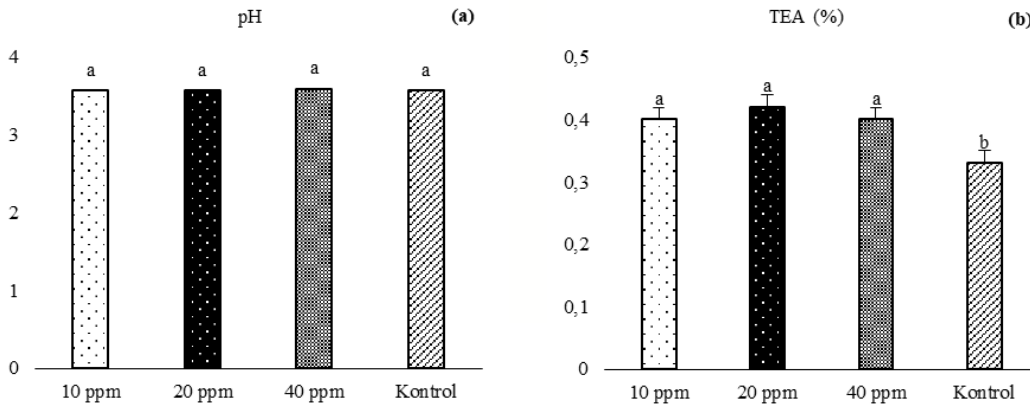 pH (a)
4
3
2
1
0
a a a a
10 ppm 20 ppm 40 ppm Kontrol
TEA (%) (b)
0,5
0,4
0,3
0,2
0,1
0
a a a b
10 ppm 20 ppm 40 ppm Kontrol